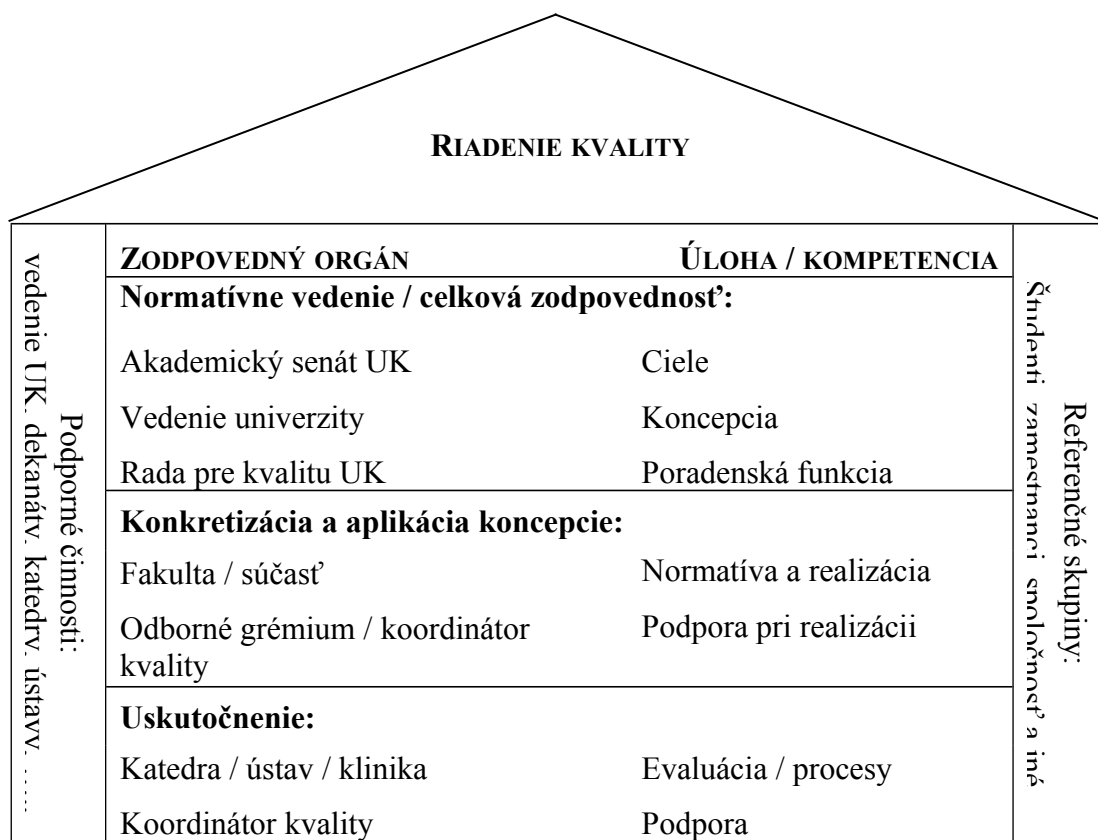 RIADENIE KVALITY
Podporné činnosti:
vedenie UK, dekanáty, katedry, ústavy, .....
ZODPOVEDNÝ ORGÁN ÚLOHA / KOMPETENCIA
Normatívne vedenie / celková zodpovednosť:
Akademický senát UK Ciele
Vedenie univerzity Koncepcia
Rada pre kvalitu UK Poradenská funkcia
Konkretizácia a aplikácia koncepcie:
Fakulta / súčasť Normatíva a realizácia
Odborné grémium / koordinátor Podpora pri realizácii
kvality
Uskutočnenie:
Katedra / ústav / klinika Evaluácia / procesy
Koordinátor kvality Podpora
Referenčné skupiny:
Študenti zamestnanci spoločnosť a iné